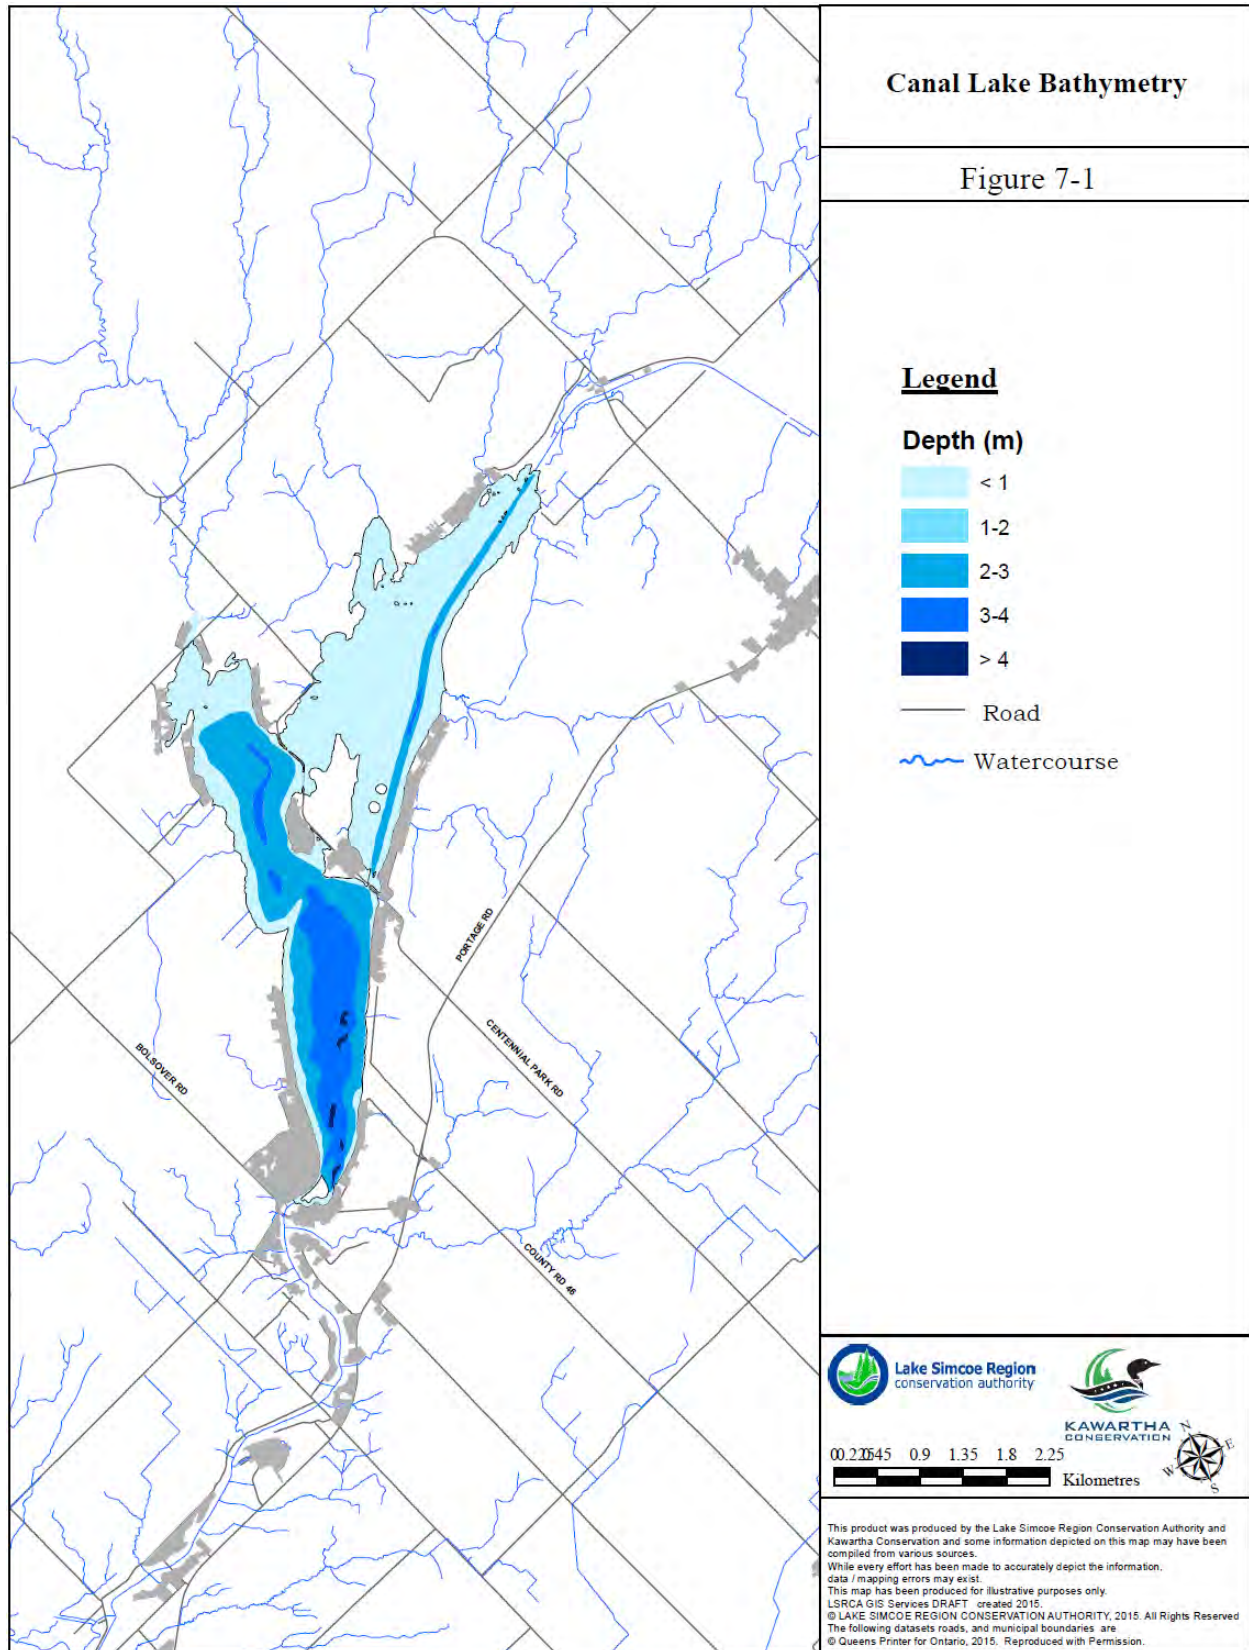 Canal Lake Bathymetry
Figure 7-1
Legend
Depth (m)
< 1
1-2
2-3
3-4
> 4
Road
Watercourse
PORTAGE RD
CENTENNIAL PARK RD
BOLSOVER RD
COUNTY RD 46
Lake Simcoe Region
conservation authority
KAWARTHA
CONSERVATION
N
E
W
S
0 0.225 0.45 0.9 1.35 1.8 2.25
Kilometres
This product was produced by the Lake Simcoe Region Conservation Authority and
Kawartha Conservation and some information depicted on this map may have been
compiled from various sources.
While every effort has been made to accurately depict the information,
data / mapping errors may exist.
This map has been produced for illustrative purposes only.
LSRCA GIS Services DRAFT created 2015.
© LAKE SIMCOE REGION CONSERVATION AUTHORITY, 2015. All Rights Reserved
The following datasets roads, and municipal boundaries are
© Queens Printer for Ontario, 2015. Reproduced with Permission.